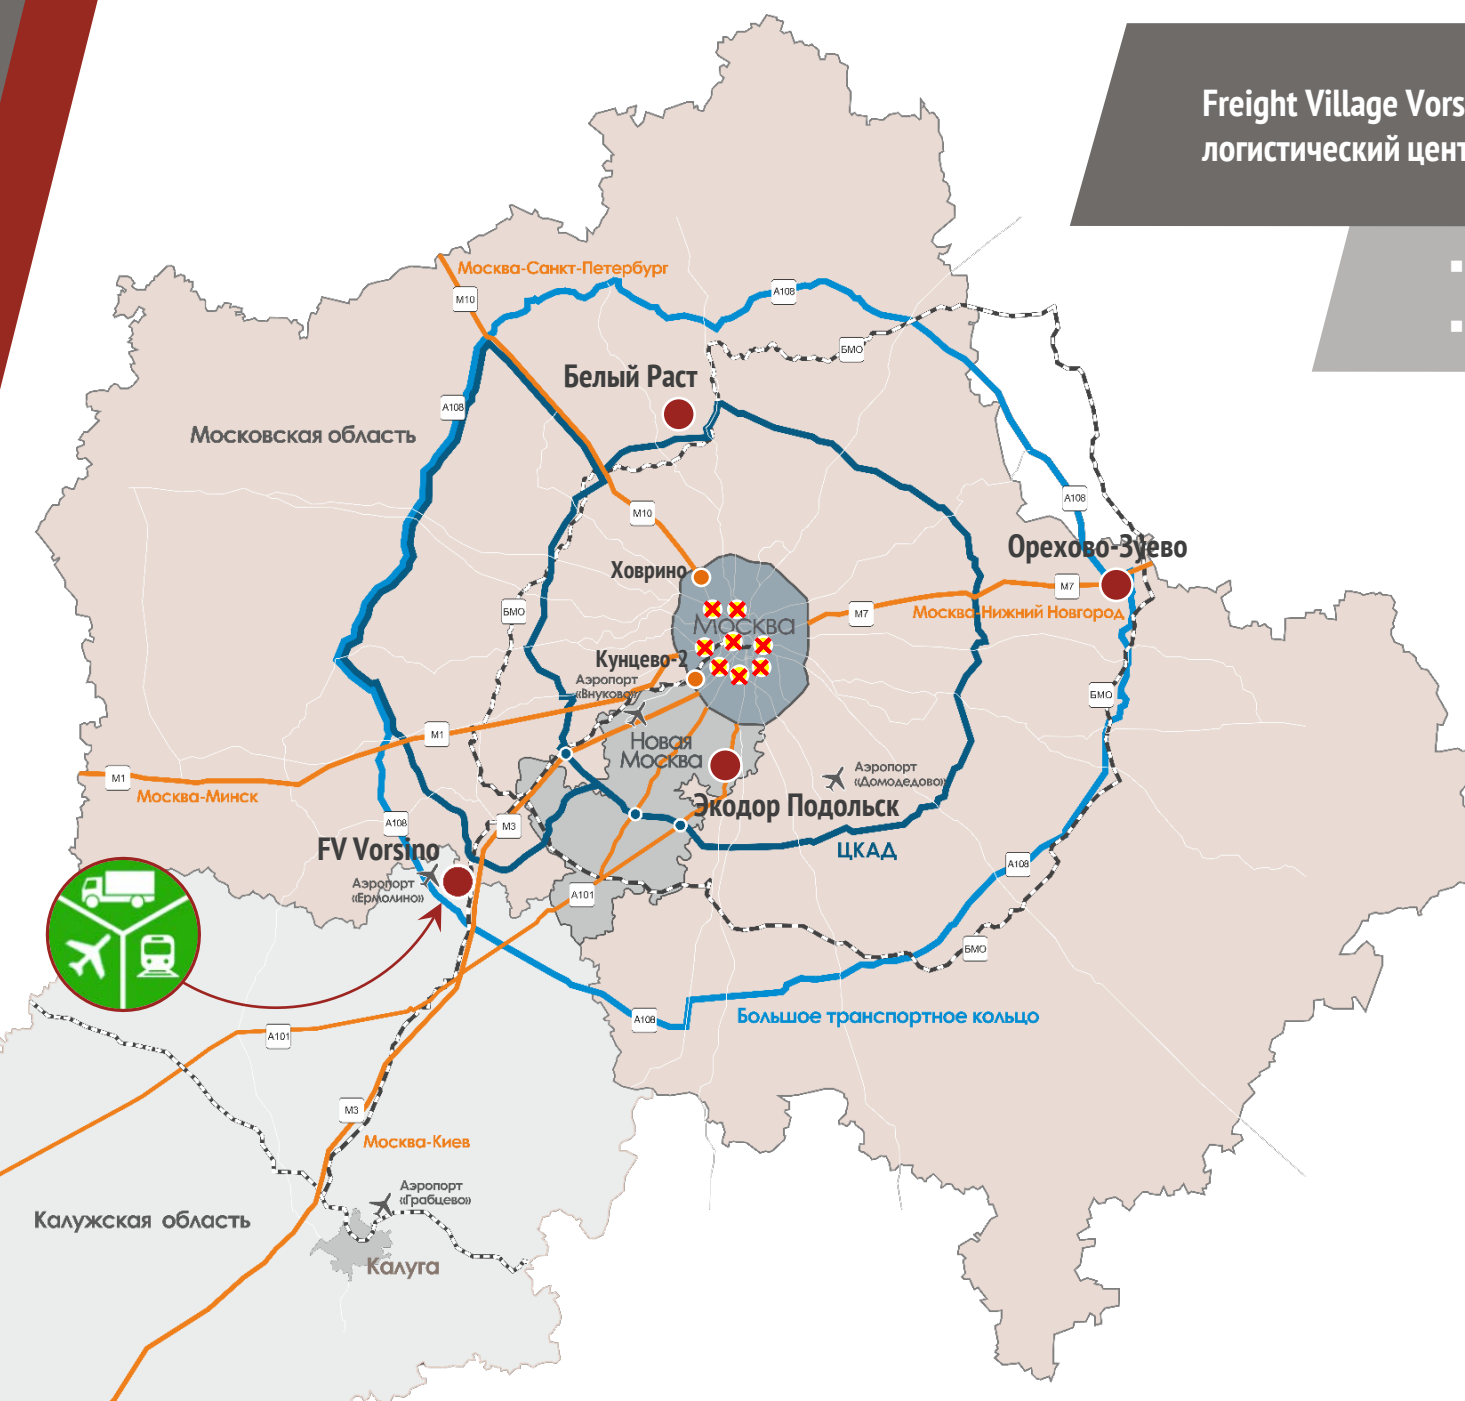 Freight Village Vors
логистический цент
Москва-Санкт-Петербург
М10
А108
БМО
Белый Раст
А108
Московская область
А108
М10
Орехово-Зуево
Ховрино
М7
М7
Москва-Нижний Новгород
БМО
Москва
Кунцево-2
Аэропорт
«Внуково»
БМО
М1
Новая
Москва
М1
Москва-Минск
Аэропорт
«Домодедово»
Экодор Подольск
А108
М3
FV Vorsino
ЦКАД
А108
Аэропорт
«Ермолино»
А101
БМО
Большое транспортное кольцо
А108
А101
М3
Москва-Киев
Аэропорт
«Грабцево»
Калужская область
Калуга